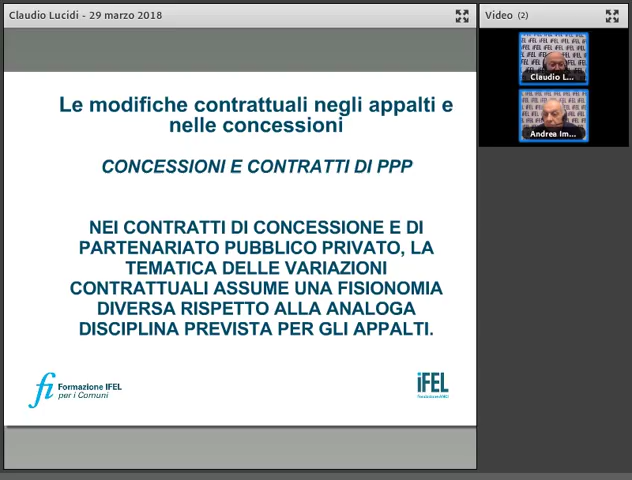 Claudio Lucidi - 29 marzo 2018
Video (2)
Claudio L...
Andrea Im...
Le modifiche contrattuali negli appalti e
nelle concessioni
CONCESSIONI E CONTRATTI DI PPP
NEI CONTRATTI DI CONCESSIONE E DI
PARTENARIATO PUBBLICO PRIVATO, LA
TEMATICA DELLE VARIAZIONI
CONTRATTUALI ASSUME UNA FISIONOMIA
DIVERSA RISPETTO ALLA ANALOGA
DISCIPLINA PREVISTA PER GLI APPALTI.
fi Formazione IFEL
per i Comuni
iFEL